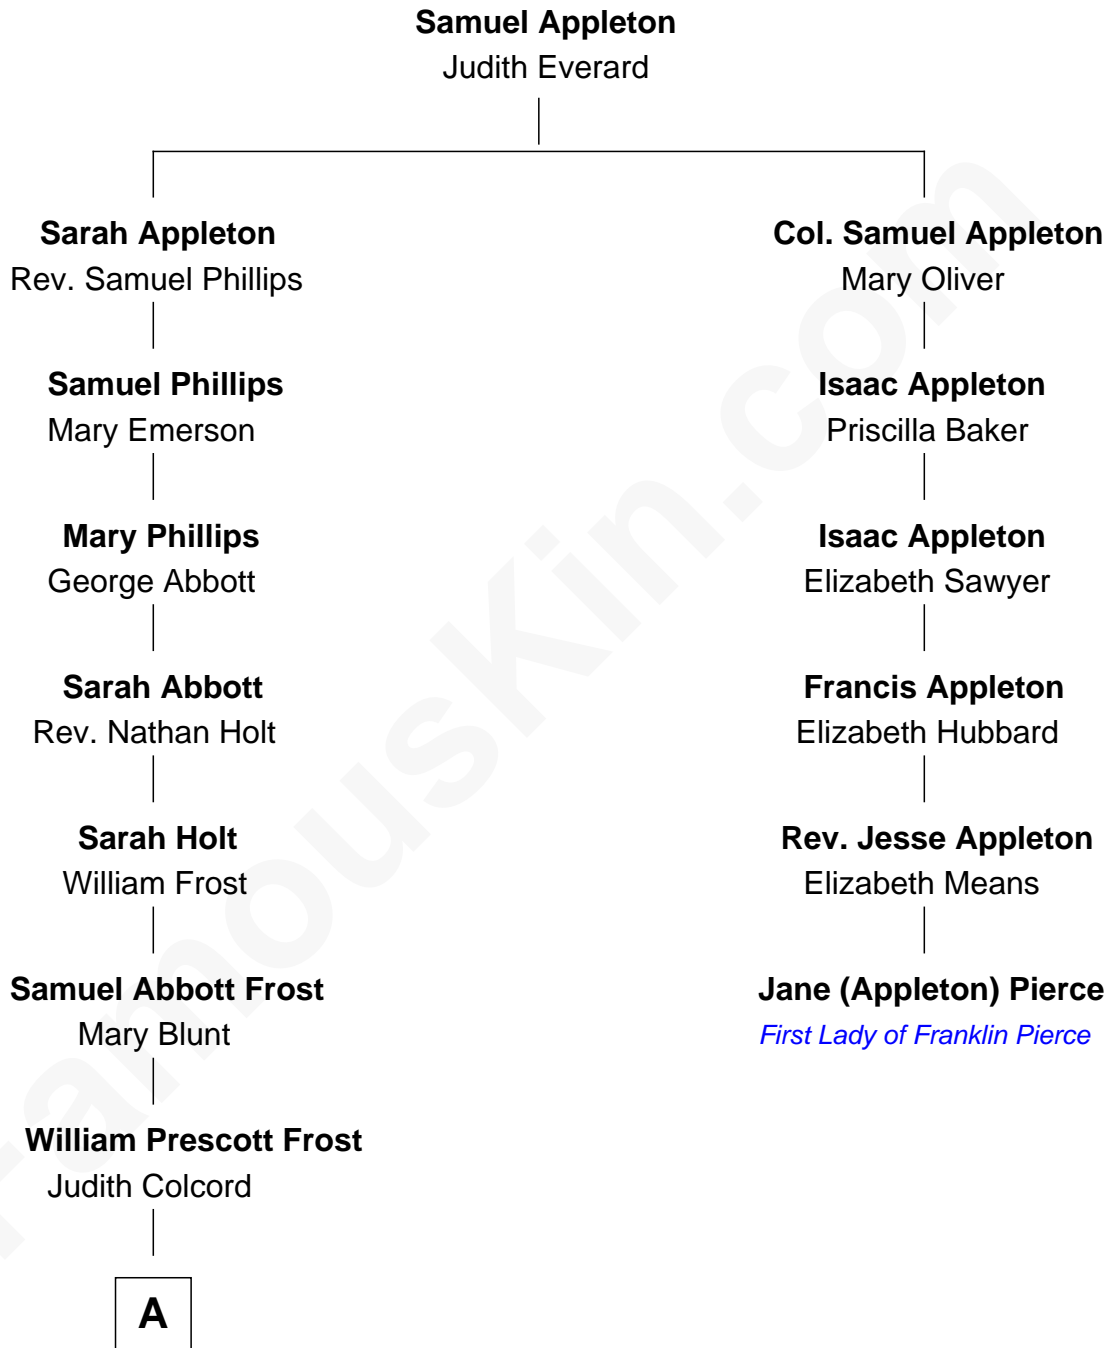 Samuel Appleton
Judith Everard
Sarah Appleton
Rev. Samuel Phillips
Col. Samuel Appleton
Mary Oliver
Samuel Phillips
Mary Emerson
Isaac Appleton
Priscilla Baker
Mary Phillips
George Abbott
Isaac Appleton
Elizabeth Sawyer
Sarah Abbott
Rev. Nathan Holt
Francis Appleton
Elizabeth Hubbard
Sarah Holt
William Frost
Rev. Jesse Appleton
Elizabeth Means
Samuel Abbott Frost
Mary Blunt
Jane (Appleton) Pierce
First Lady of Franklin Pierce
William Prescott Frost
Judith Colcord
A
FamousKin.com